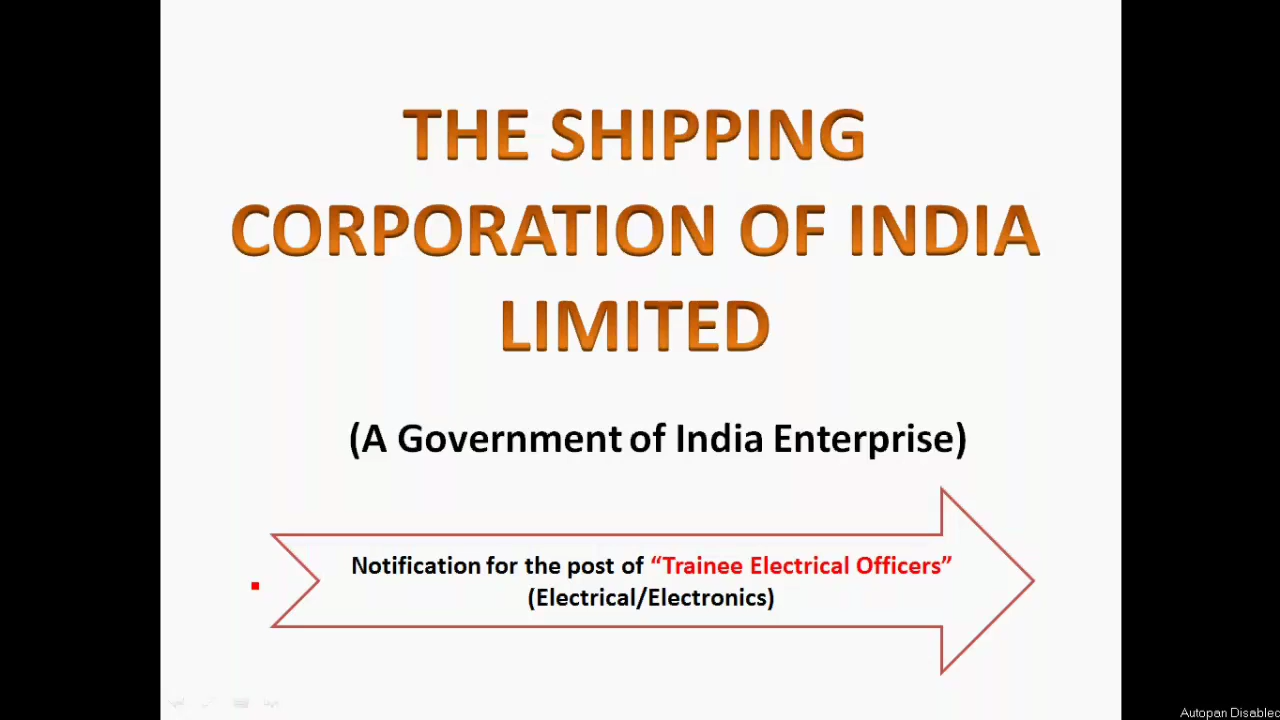 THE SHIPPING
CORPORATION OF INDIA
LIMITED
(A Government of India Enterprise)
Notification for the post of “Trainee Electrical Officers”
(Electrical/Electronics)
Autopan Disabled